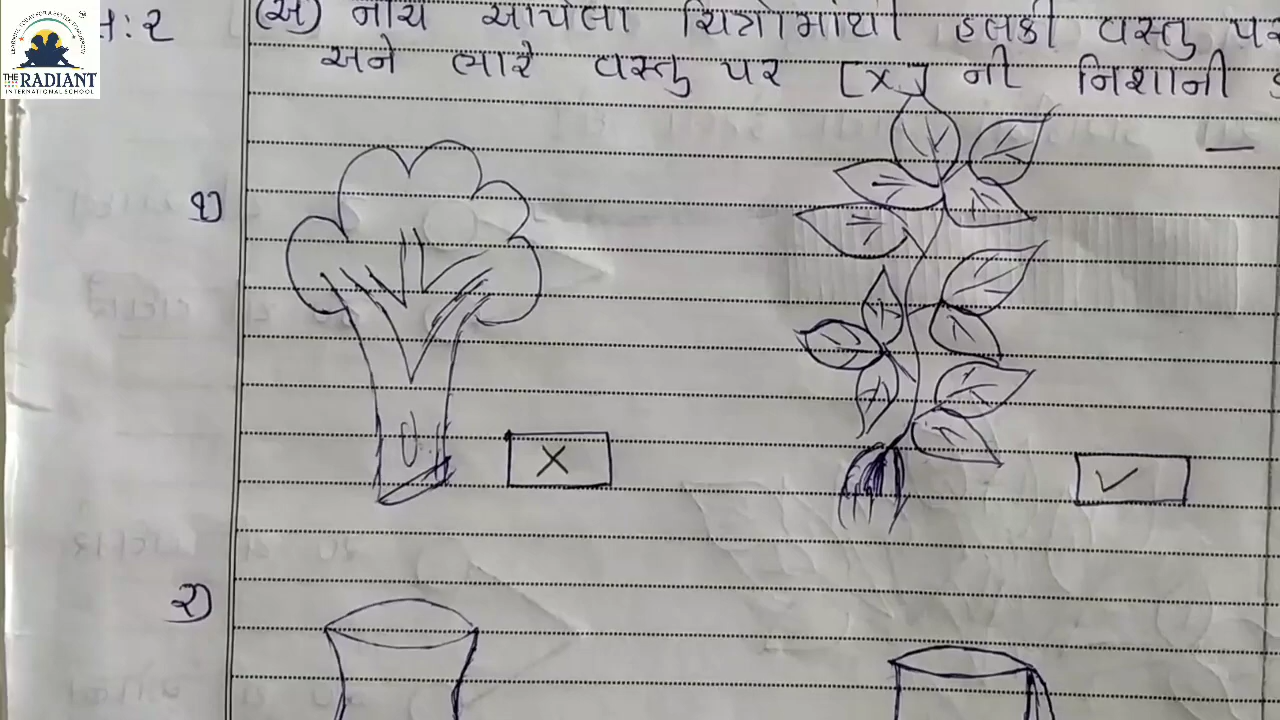 : ૨
(અ) નીચે આપેલા ચિત્રોમાંથી હલકી વસ્તુ પર
અને ભારે વસ્તુ પર [X] ની નિશાની
THE RADIANT
INTERNATIONAL SCHOOL
૧)
X
✓
૨)